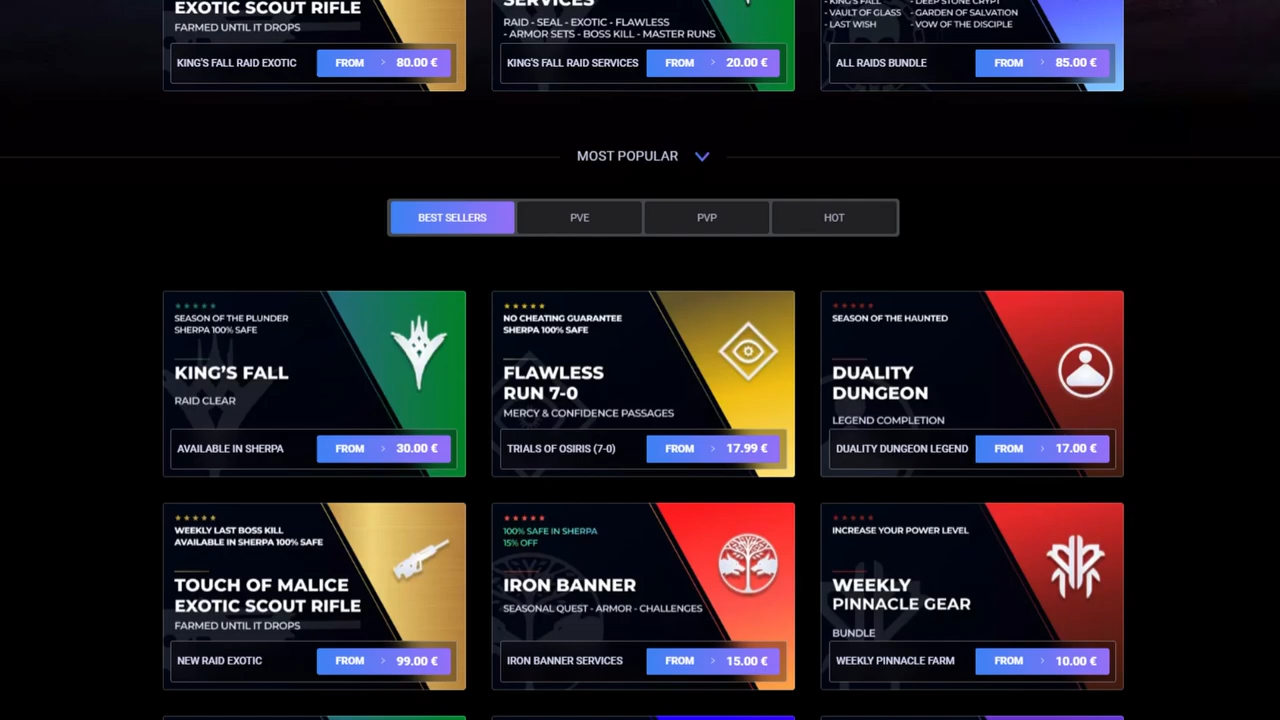 EXOTIC SCOUT RIFLE
FARMED UNTIL IT DROPS
KING'S FALL RAID EXOTIC
FROM > 80.00 €
SERVICES
RAID - SEAL - EXOTIC - FLAWLESS
- ARMOR SETS - BOSS KILL - MASTER RUNS
KING'S FALL RAID SERVICES
FROM > 20.00 €
- KING'S FALL - DEEP STONE CRYPT
- VAULT OF GLASS - GARDEN OF SALVATION
- LAST WISH - VOW OF THE DISCIPLE
ALL RAIDS BUNDLE
FROM > 85.00 €
MOST POPULAR
BEST SELLERS
PVE
PVP
HOT
SEASON OF THE PLUNDER
SHERPA 100% SAFE
KING'S FALL
RAID CLEAR
AVAILABLE IN SHERPA
FROM > 30.00 €
NO CHEATING GUARANTEE
SHERPA 100% SAFE
FLAWLESS
RUN 7-0
MERCY & CONFIDENCE PASSAGES
TRIALS OF OSIRIS (7-0)
FROM > 17.99 €
SEASON OF THE HAUNTED
DUALITY
DUNGEON
LEGEND COMPLETION
DUALITY DUNGEON LEGEND
FROM > 17.00 €
WEEKLY LAST BOSS KILL
AVAILABLE IN SHERPA 100% SAFE
TOUCH OF MALICE
EXOTIC SCOUT RIFLE
FARMED UNTIL IT DROPS
NEW RAID EXOTIC
FROM > 99.00 €
100% SAFE IN SHERPA
15% OFF
IRON BANNER
SEASONAL QUEST - ARMOR - CHALLENGES
IRON BANNER SERVICES
FROM > 15.00 €
INCREASE YOUR POWER LEVEL
WEEKLY
PINNACLE GEAR
BUNDLE
WEEKLY PINNACLE FARM
FROM > 10.00 €